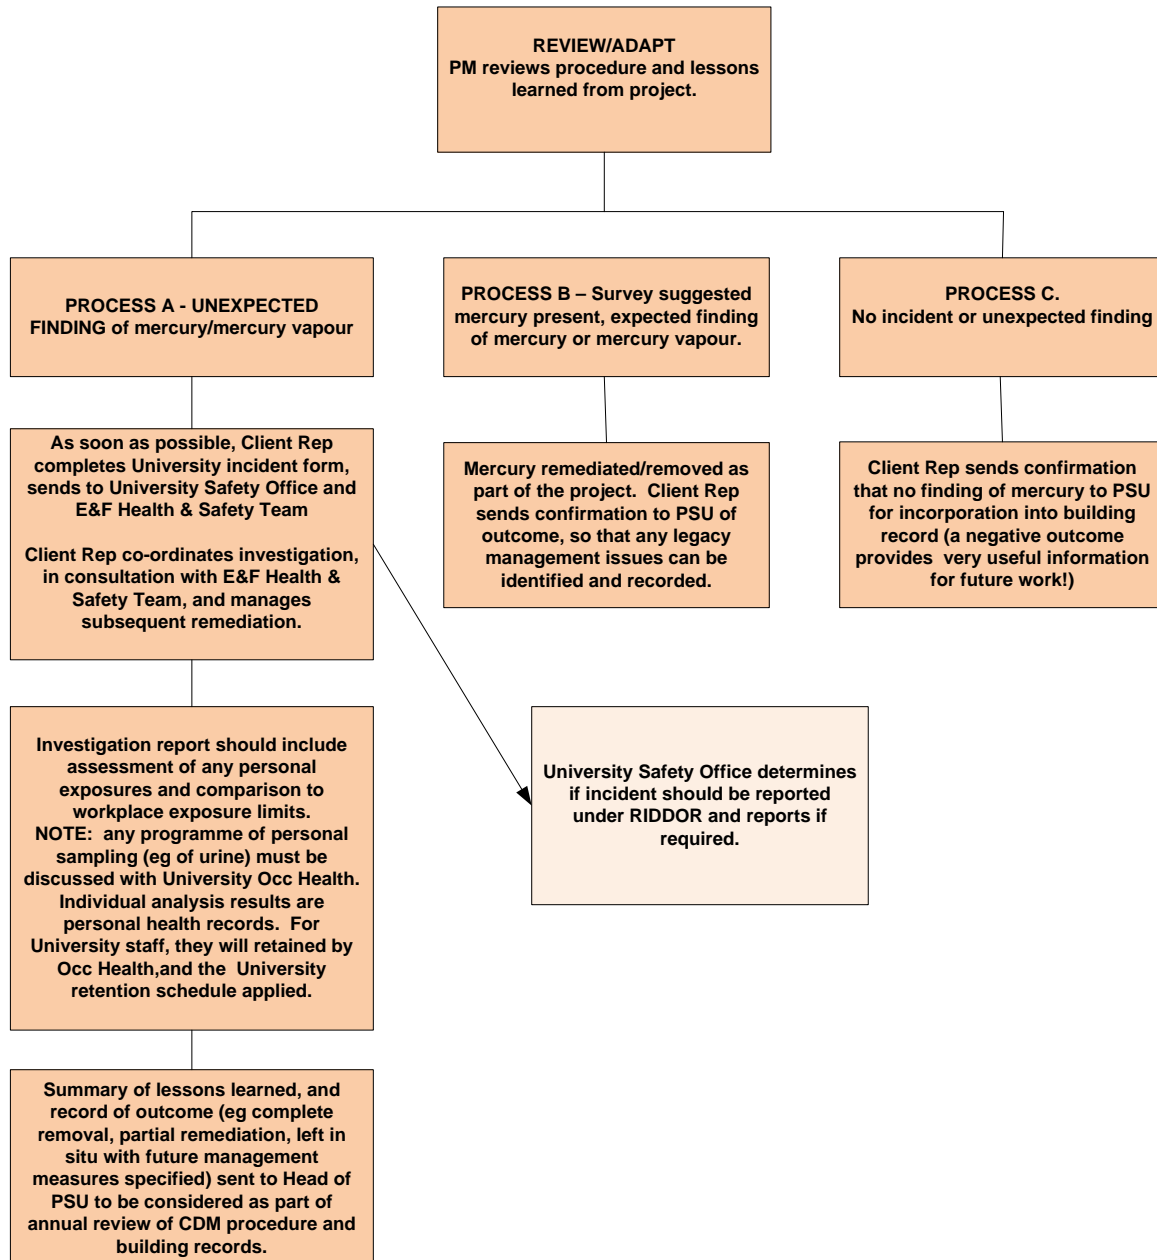 REVIEW/ADAPT
PM reviews procedure and lessons
learned from project.
PROCESS A - UNEXPECTED
FINDING of mercury/mercury vapour
PROCESS B – Survey suggested
mercury present, expected finding
of mercury or mercury vapour.
PROCESS C.
No incident or unexpected finding
As soon as possible, Client Rep
completes University incident form,
sends to University Safety Office and
E&F Health & Safety Team
Client Rep co-ordinates investigation,
in consultation with E&F Health &
Safety Team, and manages
subsequent remediation.
Mercury remediated/removed as
part of the project.  Client Rep
sends confirmation to PSU of
outcome, so that any legacy
management issues can be
identified and recorded.
Client Rep sends confirmation
that no finding of mercury to PSU
for incorporation into building
record (a negative outcome
provides  very useful information
for future work!)
Investigation report should include
assessment of any personal
exposures and comparison to
workplace exposure limits.
NOTE:  any programme of personal
sampling (eg of urine) must be
discussed with University Occ Health.
Individual analysis results are
personal health records.  For
University staff, they will retained by
Occ Health,and the  University
retention schedule applied.
University Safety Office determines
if incident should be reported
under RIDDOR and reports if
required.
Summary of lessons learned, and
record of outcome (eg complete
removal, partial remediation, left in
situ with future management
measures specified) sent to Head of
PSU to be considered as part of
annual review of CDM procedure and
building records.